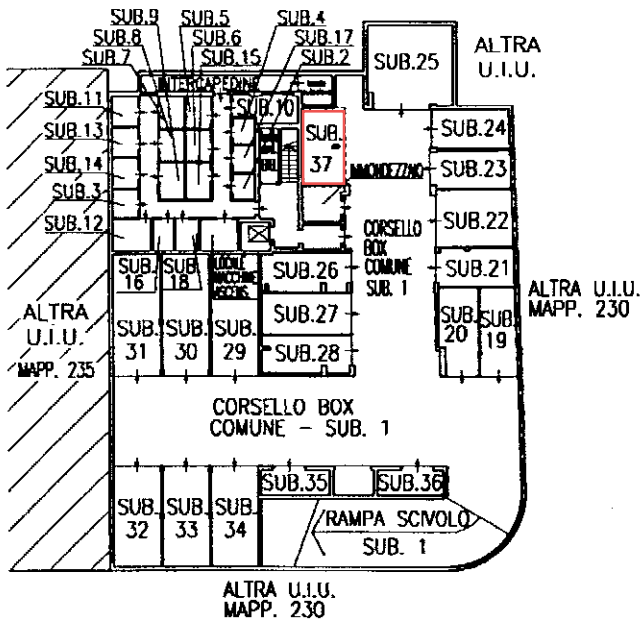 SUB.9
SUB.5
SUB.4
SUB.8
SUB.6
SUB.17
SUB.7
SUB.15
SUB.2
SUB.25
ALTRA
U.I.U.
INTERCAPEDINE
SUB.11
SUB.10
SUB.13
SUB.
37
SUB.24
SUB.14
IMMONDEZZAIO
SUB.23
SUB.3
SUB.12
SUB.22
CORSELLO
BOX
COMUNE
SUB. 1
SUB.
16
SUB.
18
LOCALE
MACCHINE
ASCENS.
SUB.26
SUB.21
ALTRA U.I.U.
MAPP. 230
ALTRA
U.I.U.
MAPP. 235
SUB.
31
SUB.
30
SUB.
29
SUB.27
SUB.28
SUB.
20
SUB.
19
CORSELLO BOX
COMUNE - SUB. 1
SUB.35
SUB.36
SUB.
32
SUB.
33
SUB.
34
RAMPA SCIVOLO
SUB. 1
ALTRA U.I.U.
MAPP. 230